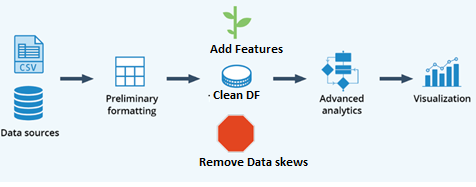 Add Features
CSV
Data sources
Preliminary
formatting
Clean DF
Advanced
analytics
Visualization
Remove Data skews